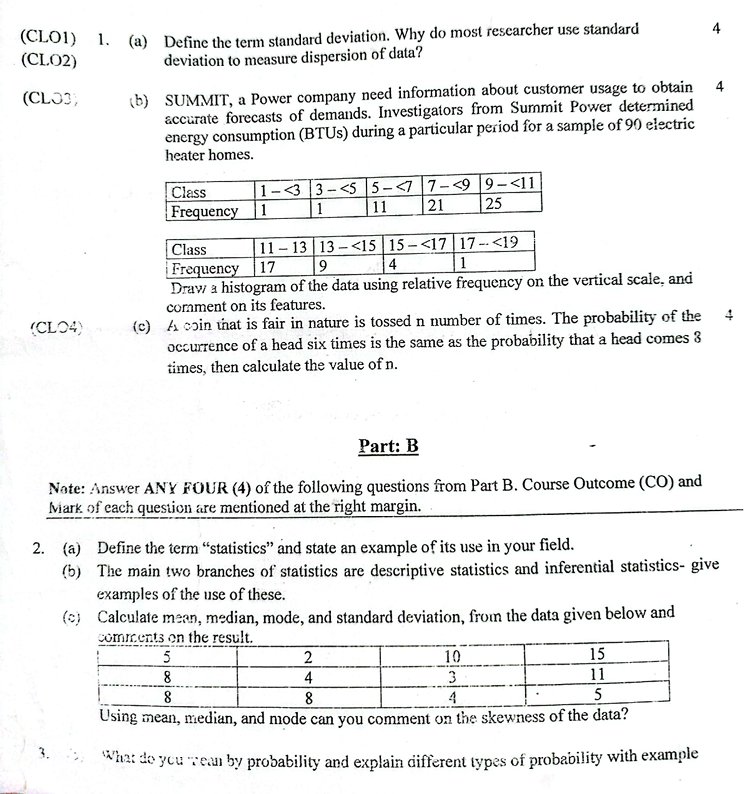 (CLO1) 1. (a) Define the term standard deviation. Why do most researcher use standard 4
(CLO2) deviation to measure dispersion of data?
(CLO3) (b) SUMMIT, a Power company need information about customer usage to obtain 4
accurate forecasts of demands. Investigators from Summit Power determined
energy consumption (BTUs) during a particular period for a sample of 90 electric
heater homes.
Class 1 – <3 3 – <5 5 – <7 7 – <9 9 – <11
Frequency 1 1 11 21 25
Class 11 – 13 13 – <15 15 – <17 17 -- <19
Frequency 17 9 4 1
Draw a histogram of the data using relative frequency on the vertical scale, and
comment on its features.
(CLO4) (c) A coin that is fair in nature is tossed n number of times. The probability of the 4
occurrence of a head six times is the same as the probability that a head comes 8
times, then calculate the value of n.
Part: B
Note: Answer ANY FOUR (4) of the following questions from Part B. Course Outcome (CO) and
Mark of each question are mentioned at the right margin.
2. (a) Define the term “statistics” and state an example of its use in your field.
(b) The main two branches of statistics are descriptive statistics and inferential statistics- give
examples of the use of these.
(c) Calculate mean, median, mode, and standard deviation, from the data given below and
comments on the result.
5 2 10 15
8 4 3 11
8 8 4 5
Using mean, median, and mode can you comment on the skewness of the data?
3. What do you mean by probability and explain different types of probability with example